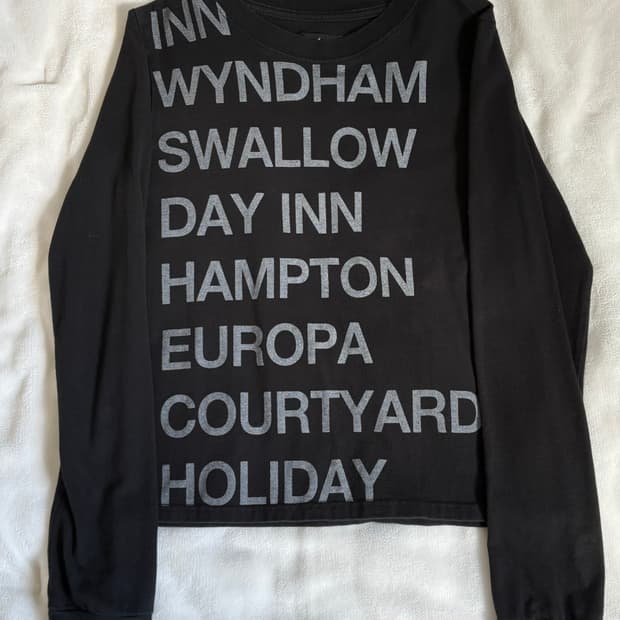 INN
WYNDHAM
SWALLOW
DAY INN
HAMPTON
EUROPA
COURTYARD
HOLIDAY